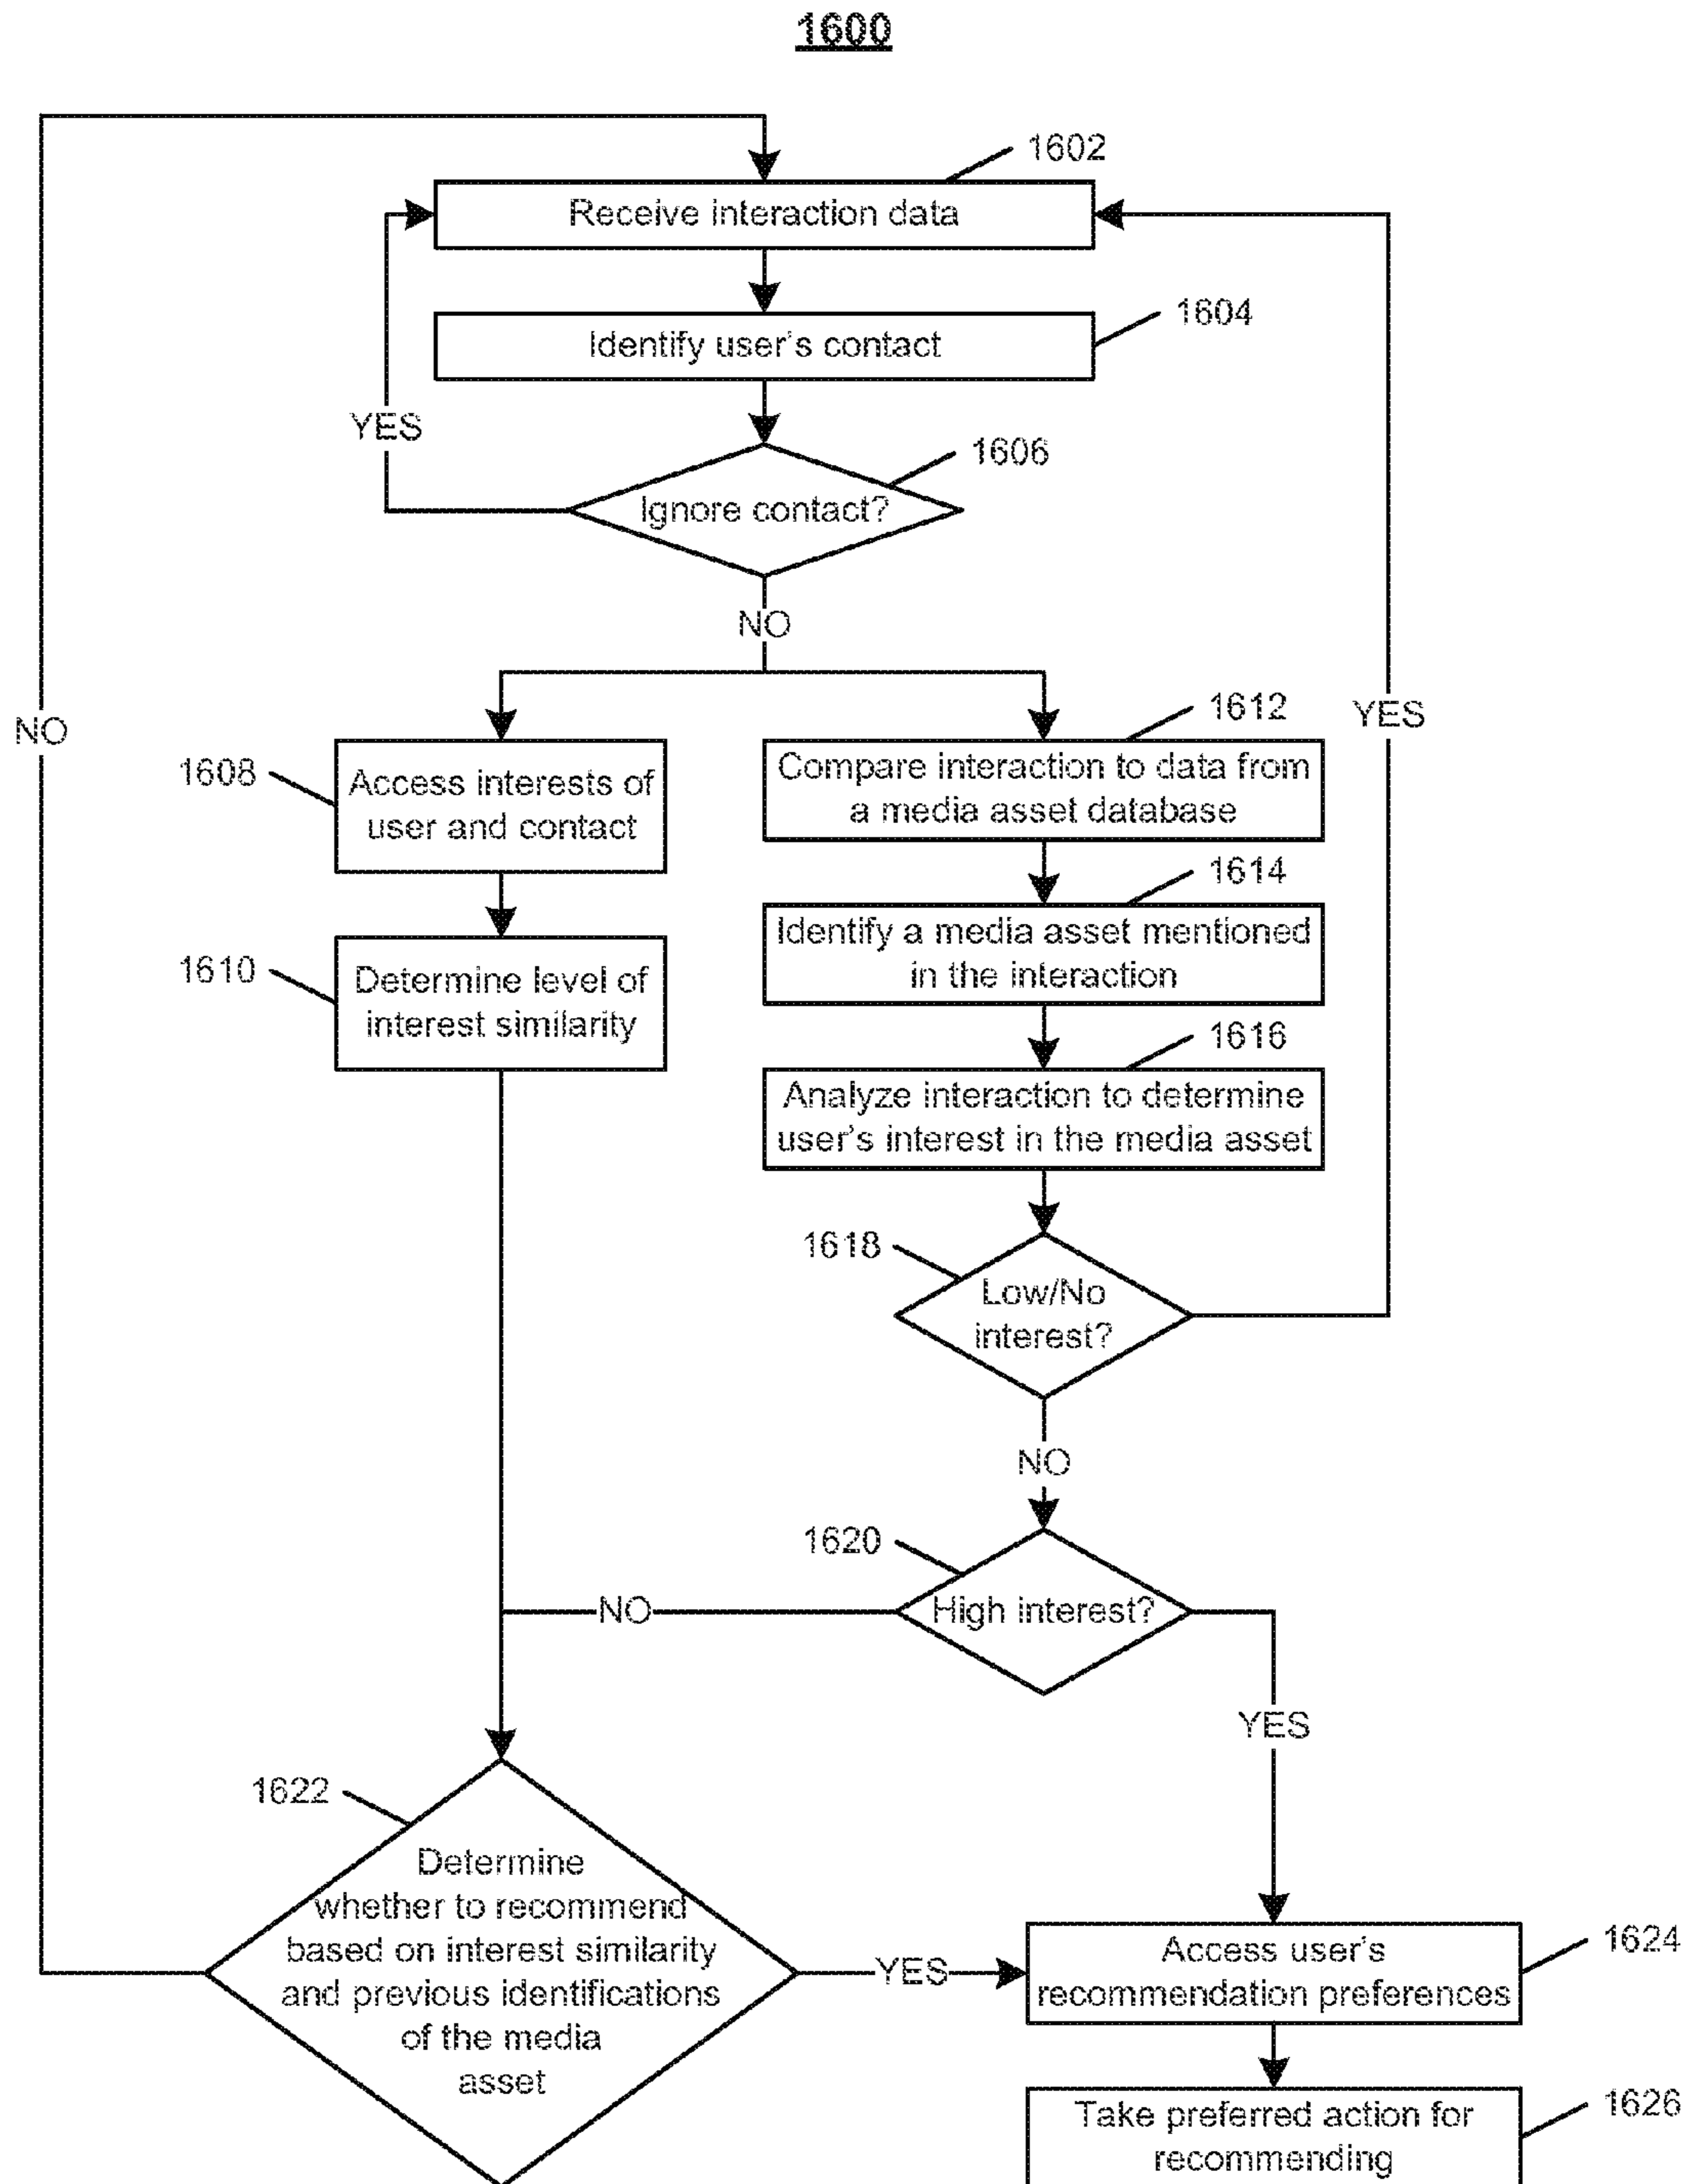 1600
1602
Receive interaction data
1604
Identify user's contact
YES
1606
Ignore contact?
NO
NO
YES
1608
Access interests of
user and contact
1610
Determine level of
interest similarity
1612
Compare interaction to data from
a media asset database
1614
Identify a media asset mentioned
in the interaction
1616
Analyze interaction to determine
user's interest in the media asset
1618
Low/No
interest?
NO
1620
High interest?
NO
YES
1622
Determine
whether to recommend
based on interest similarity
and previous identifications
of the media
asset
YES
1624
Access user's
recommendation preferences
1626
Take preferred action for
recommending